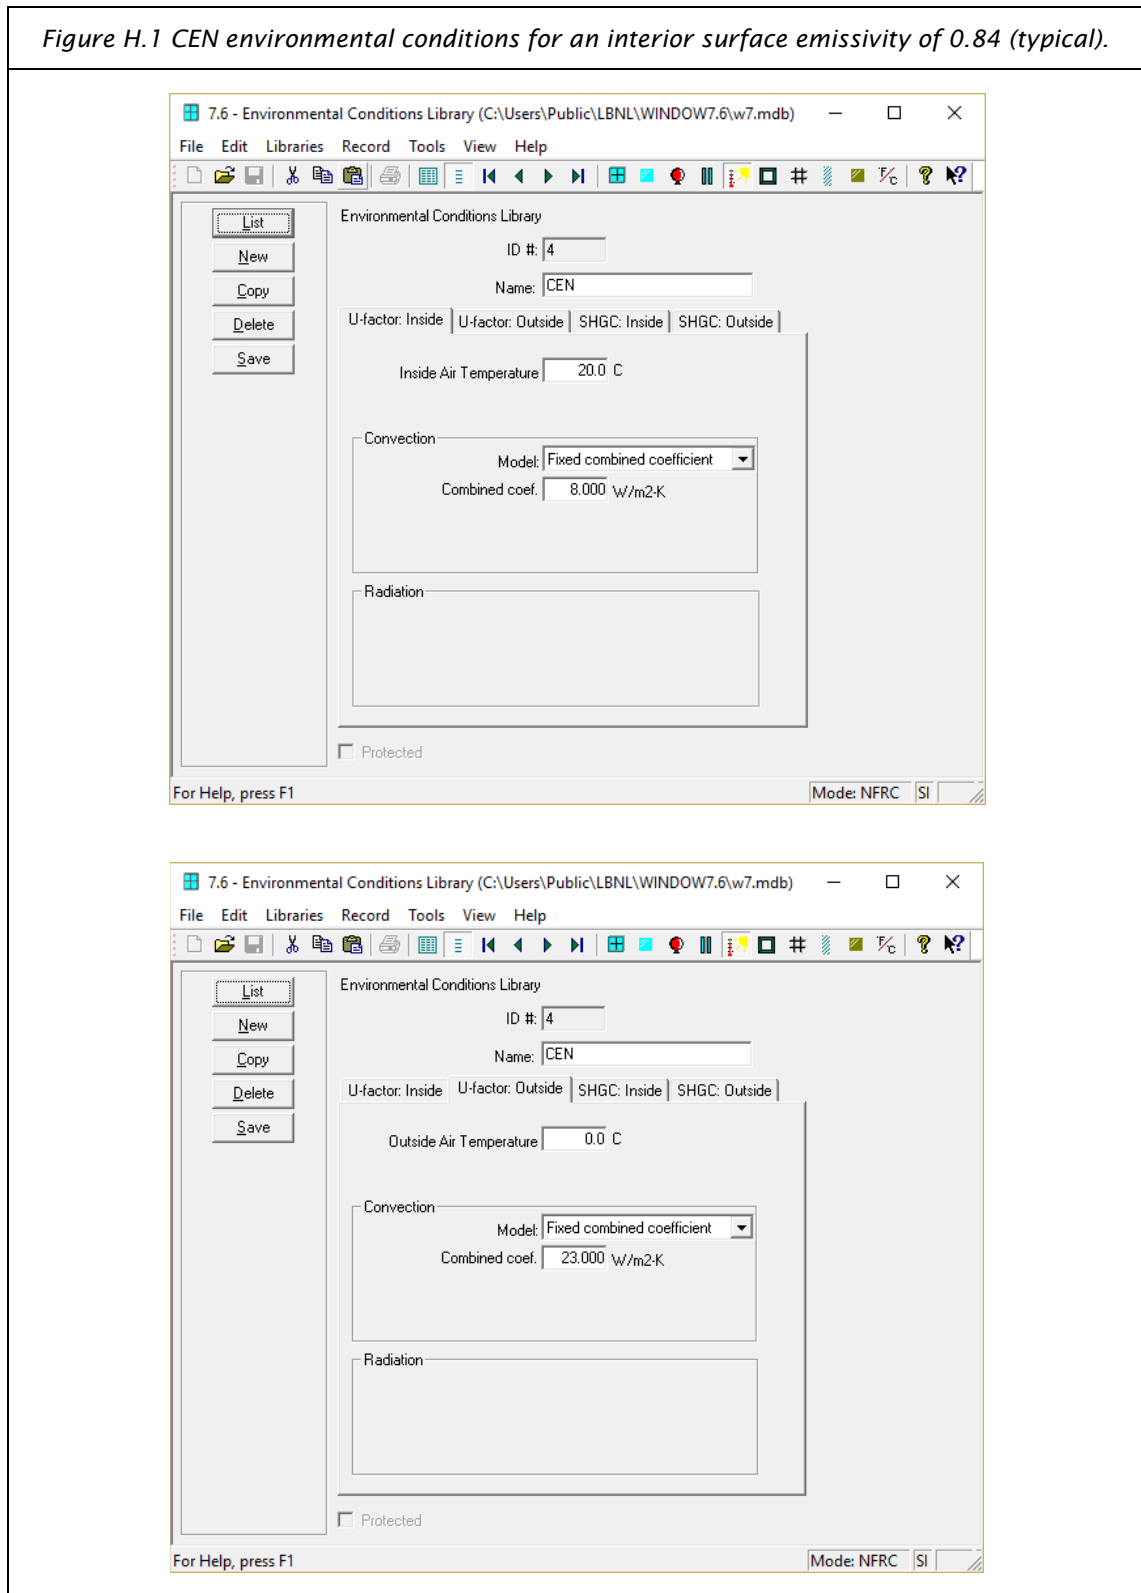 Figure H.1 CEN environmental conditions for an interior surface emissivity of 0.84 (typical).
7.6 - Environmental Conditions Library (C:\Users\Public\LBNL\WINDOW7.6\w7.mdb)
File Edit Libraries Record Tools View Help
List
New
Copy
Delete
Save
Environmental Conditions Library
ID #: 4
Name: CEN
U-factor: Inside U-factor: Outside SHGC: Inside SHGC: Outside
Inside Air Temperature 20.0 C
Convection
Model: Fixed combined coefficient
Combined coef. 8.000 W/m2-K
Radiation
Protected
For Help, press F1 Mode: NFRC SI
7.6 - Environmental Conditions Library (C:\Users\Public\LBNL\WINDOW7.6\w7.mdb)
File Edit Libraries Record Tools View Help
List
New
Copy
Delete
Save
Environmental Conditions Library
ID #: 4
Name: CEN
U-factor: Inside U-factor: Outside SHGC: Inside SHGC: Outside
Outside Air Temperature 0.0 C
Convection
Model: Fixed combined coefficient
Combined coef. 23.000 W/m2-K
Radiation
Protected
For Help, press F1 Mode: NFRC SI